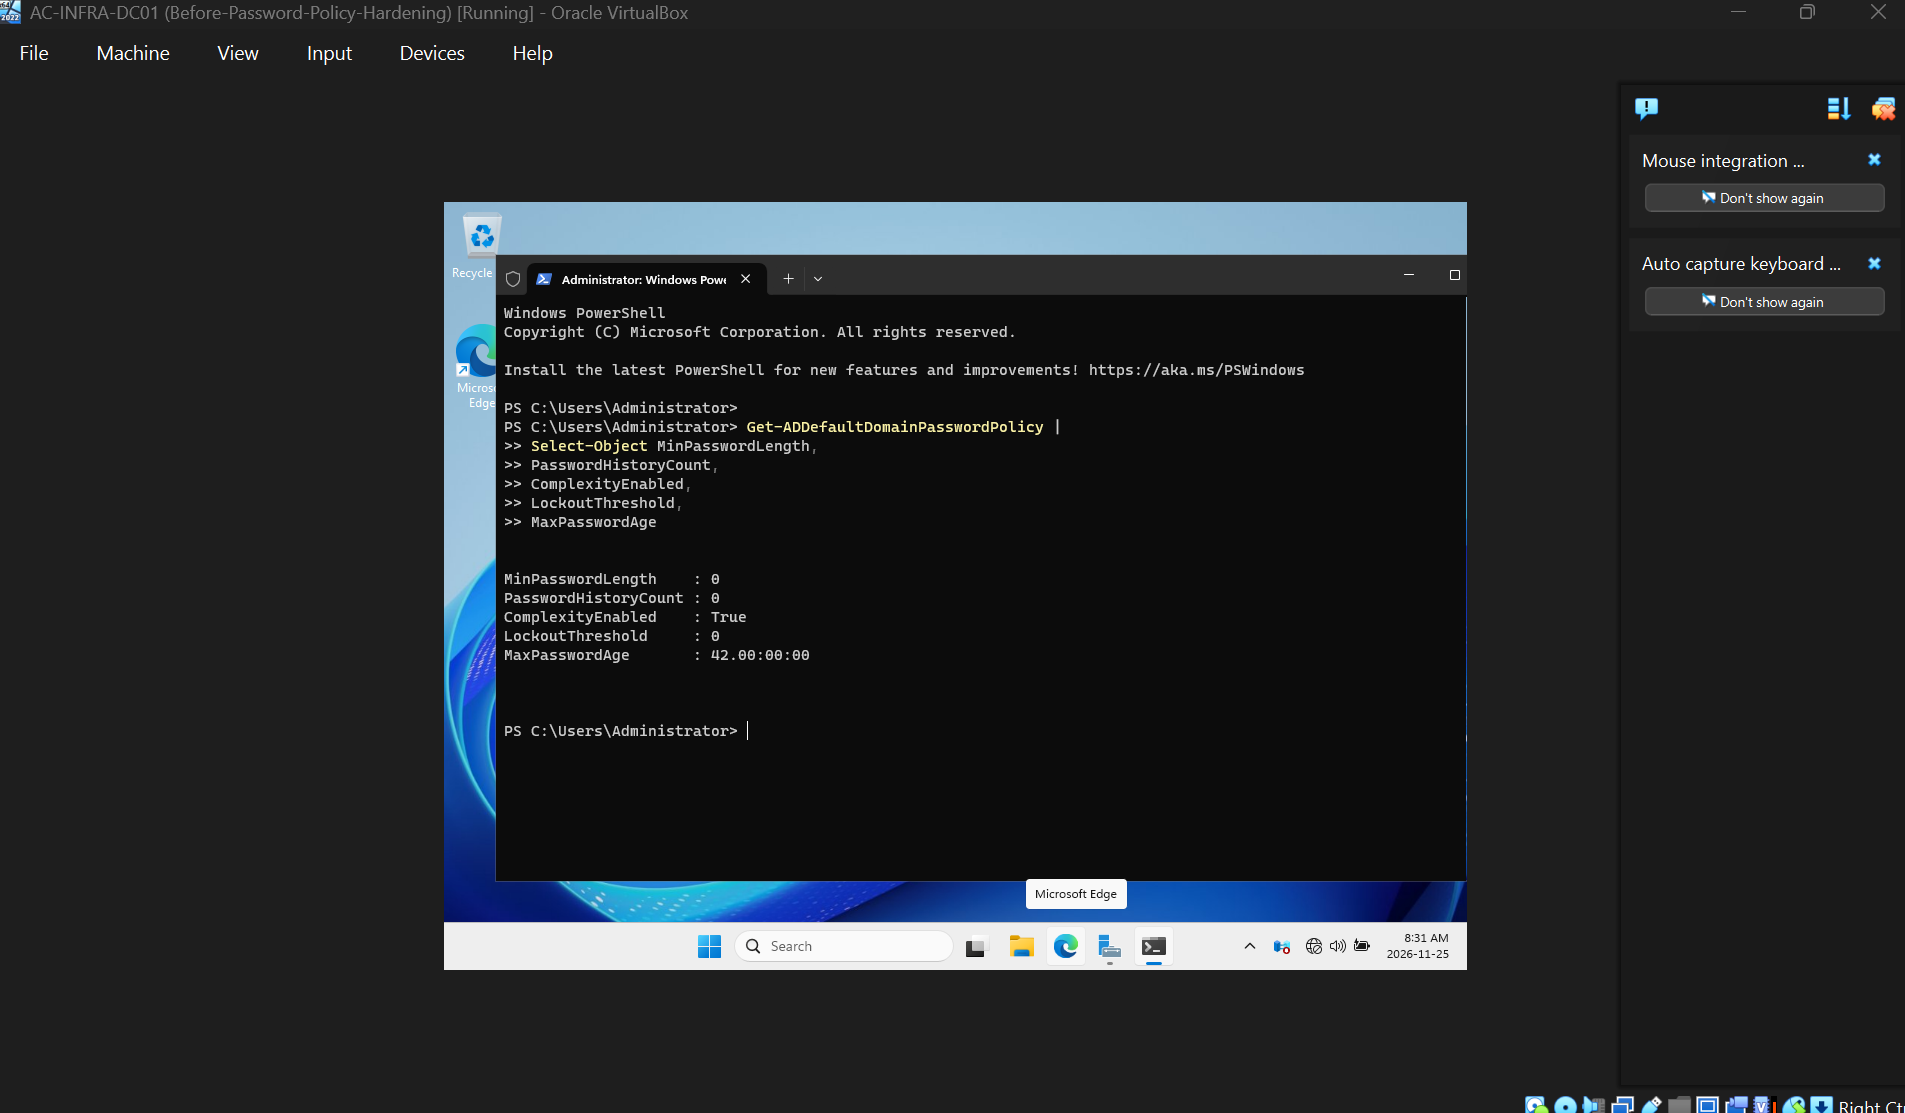 AC-INFRA-DC01 (Before-Password-Policy-Hardening) [Running] - Oracle VirtualBox
File Machine View Input Devices Help
Mouse integration ...
Don't show again
Auto capture keyboard ...
Don't show again
Recycle
Microso
Edge
Administrator: Windows Powe
Windows PowerShell
Copyright (C) Microsoft Corporation. All rights reserved.
Install the latest PowerShell for new features and improvements! https://aka.ms/PSWindows
PS C:\Users\Administrator>
PS C:\Users\Administrator> Get-ADDefaultDomainPasswordPolicy |
>> Select-Object MinPasswordLength,
>> PasswordHistoryCount,
>> ComplexityEnabled,
>> LockoutThreshold,
>> MaxPasswordAge
MinPasswordLength : 0
PasswordHistoryCount : 0
ComplexityEnabled : True
LockoutThreshold : 0
MaxPasswordAge : 42.00:00:00
PS C:\Users\Administrator>
Microsoft Edge
Search
8:31 AM
2026-11-25
Right Ct